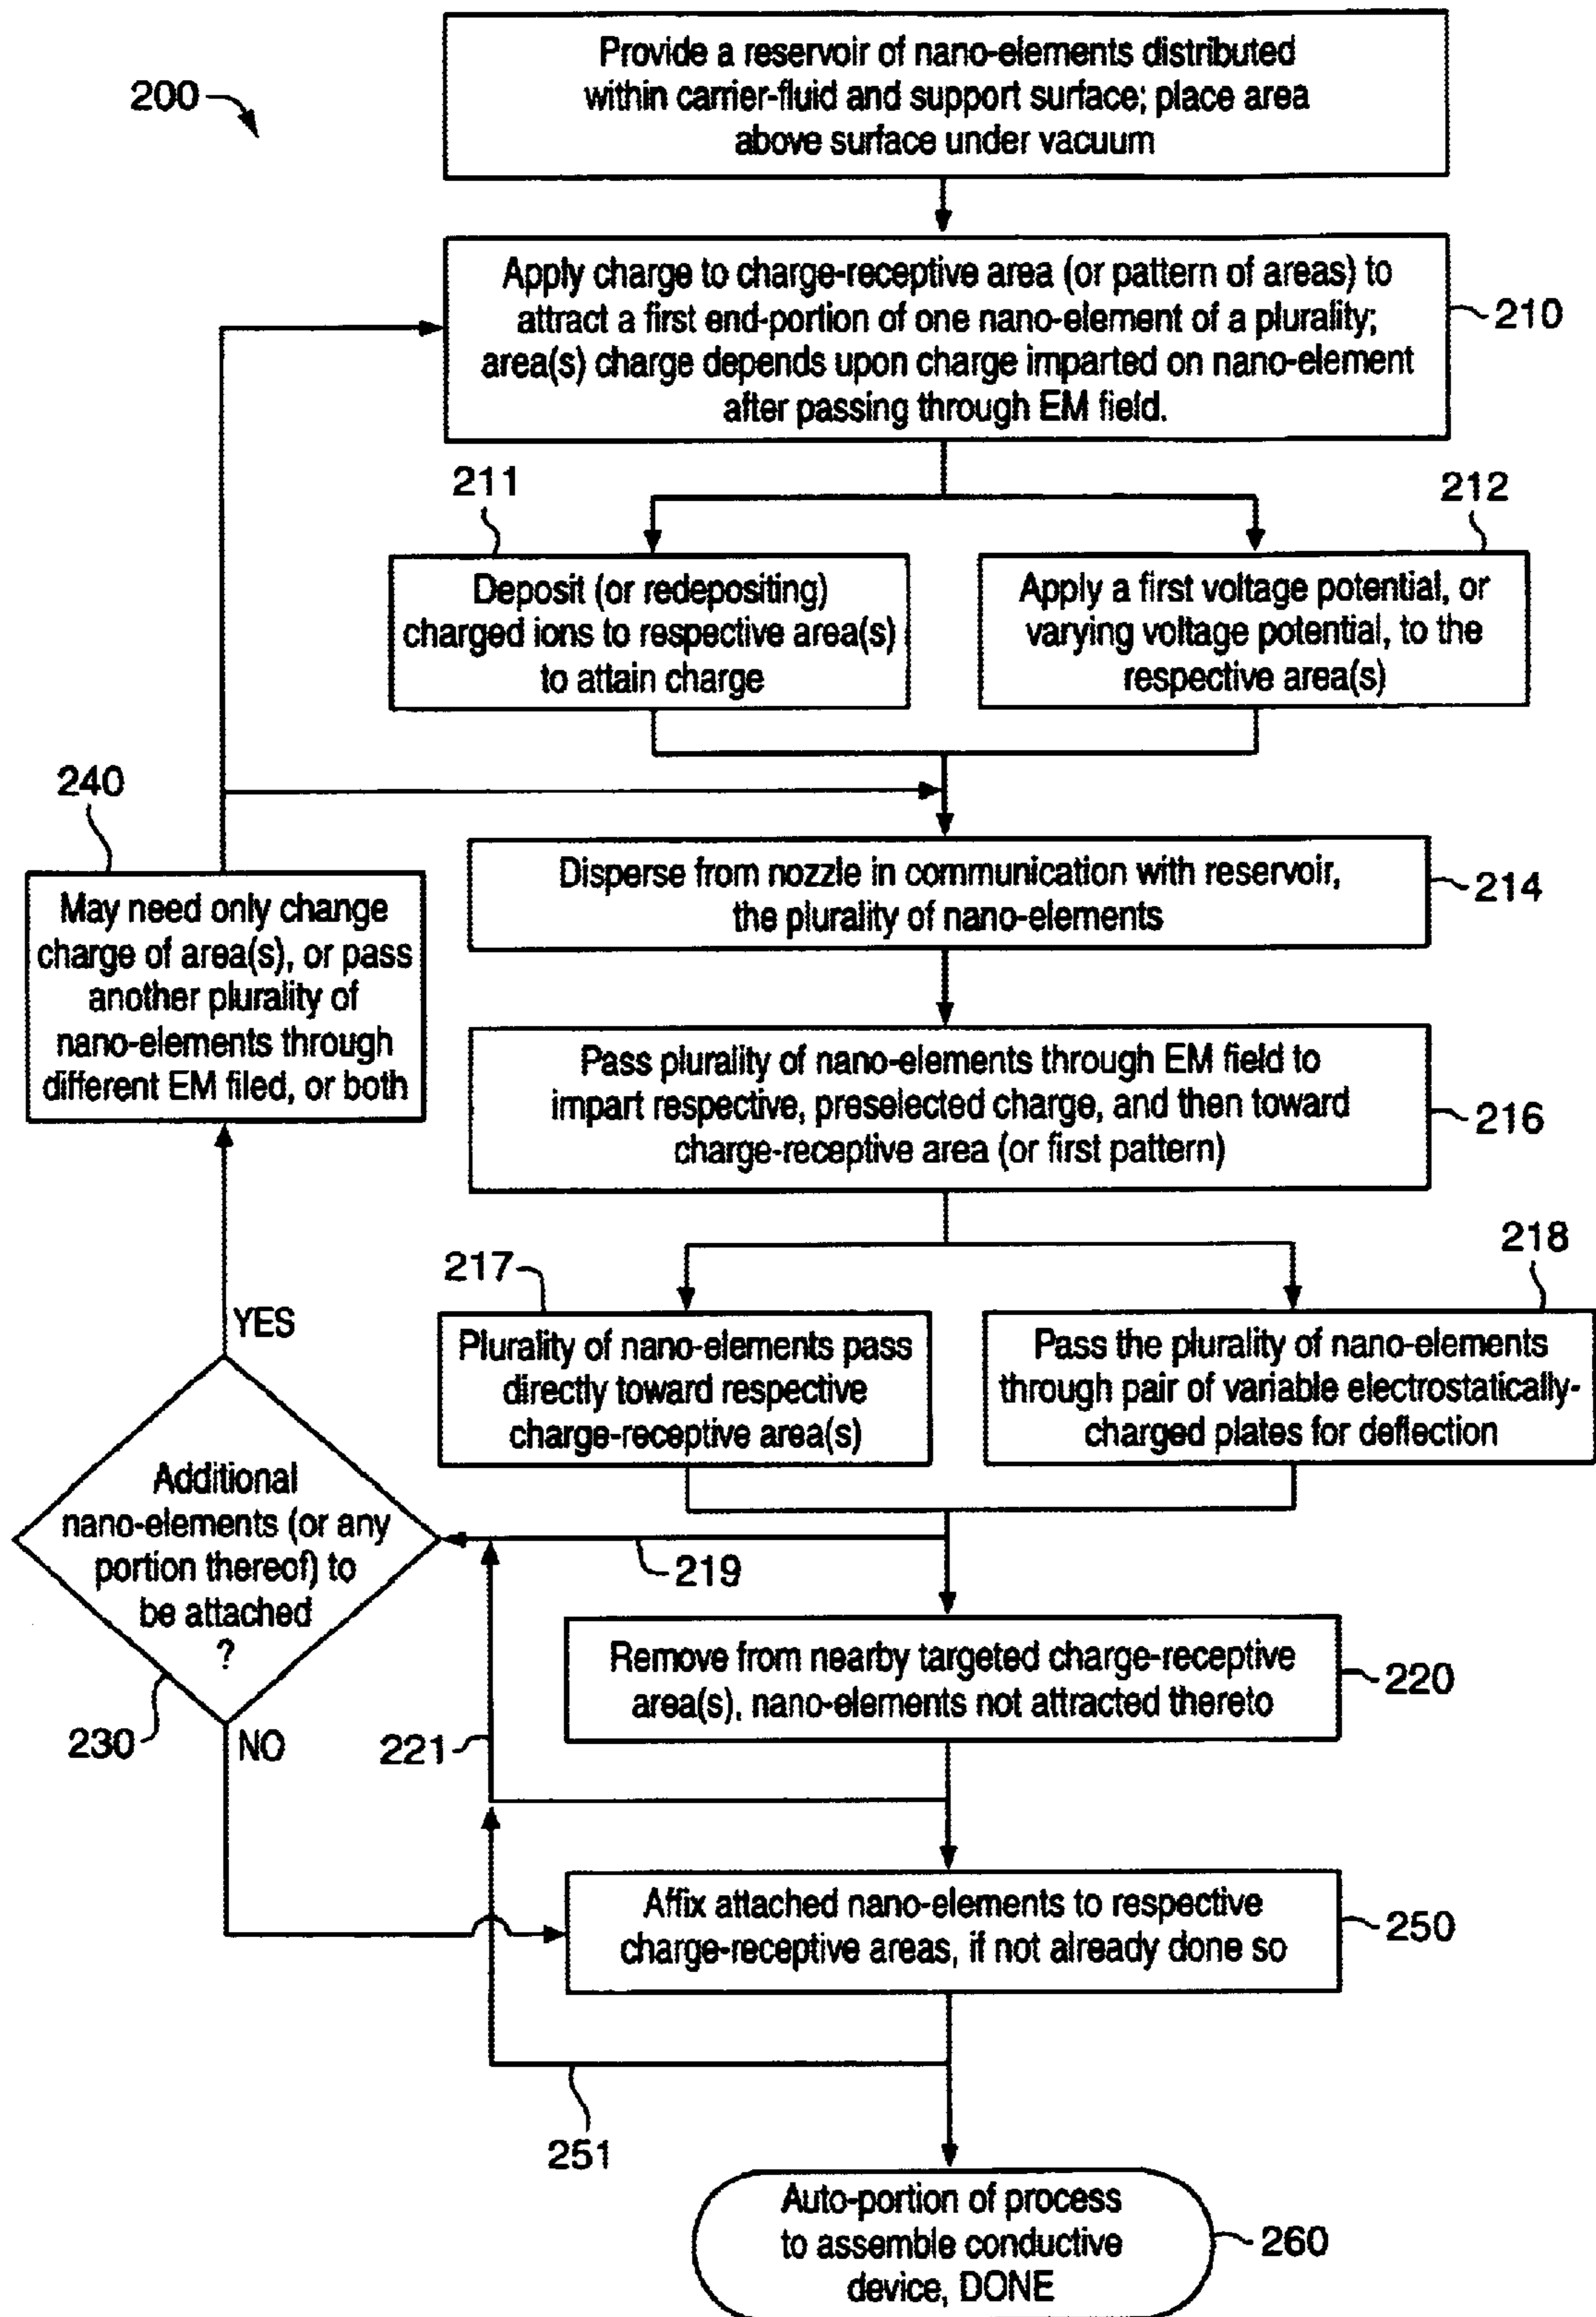 200
Provide a reservoir of nano-elements distributed
within carrier-fluid and support surface; place area
above surface under vacuum
Apply charge to charge-receptive area (or pattern of areas) to
attract a first end-portion of one nano-element of a plurality;
area(s) charge depends upon charge imparted on nano-element
after passing through EM field.
210
211
212
Deposit (or redepositing)
charged ions to respective area(s)
to attain charge
Apply a first voltage potential, or
varying voltage potential, to the
respective area(s)
240
May need only change
charge of area(s), or pass
another plurality of
nano-elements through
different EM filed, or both
Disperse from nozzle in communication with reservoir,
the plurality of nano-elements
214
Pass plurality of nano-elements through EM field to
impart respective, preselected charge, and then toward
charge-receptive area (or first pattern)
216
217
218
Plurality of nano-elements pass
directly toward respective
charge-receptive area(s)
Pass the plurality of nano-elements
through pair of variable electrostatically-
charged plates for deflection
YES
Additional
nano-elements (or any
portion thereof) to
be attached
?
230
NO
219
Remove from nearby targeted charge-receptive
area(s), nano-elements not attracted thereto
220
221
Affix attached nano-elements to respective
charge-receptive areas, if not already done so
250
251
Auto-portion of process
to assemble conductive
device, DONE
260